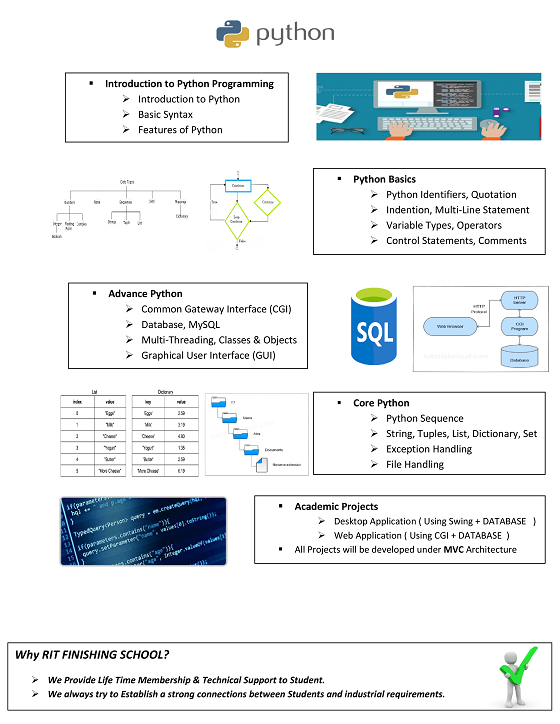 python
Introduction to Python Programming
Introduction to Python
Basic Syntax
Features of Python
Data Types
Numbers None Sequences Sets Mappings
Integer Floating Point Complex Strings Tuple List Dictionary
Boolean
Python Basics
Python Identifiers, Quotation
Indention, Multi-Line Statement
Variable Types, Operators
Control Statements, Comments
Advance Python
Common Gateway Interface (CGI)
Database, MySQL
Multi-Threading, Classes & Objects
Graphical User Interface (GUI)
SQL
HTTP Server
HTTP Protocol
Web Browser
CGI Program
Database
List Dictionary
index value key value
0 "Eggs" "Eggs" 2.59
1 "Milk" "Milk" 3.19
2 "Cheese" "Cheese" 4.80
3 "Yogurt" "Yogurt" 1.35
4 "Butter" "Butter" 2.59
5 "More Cheese" "More Cheese" 6.19
Core Python
Python Sequence
String, Tuples, List, Dictionary, Set
Exception Handling
File Handling
Academic Projects
Desktop Application ( Using Swing + DATABASE )
Web Application ( Using CGI + DATABASE )
All Projects will be developed under MVC Architecture
Why RIT FINISHING SCHOOL?
We Provide Life Time Membership & Technical Support to Student.
We always try to Establish a strong connections between Students and industrial requirements.